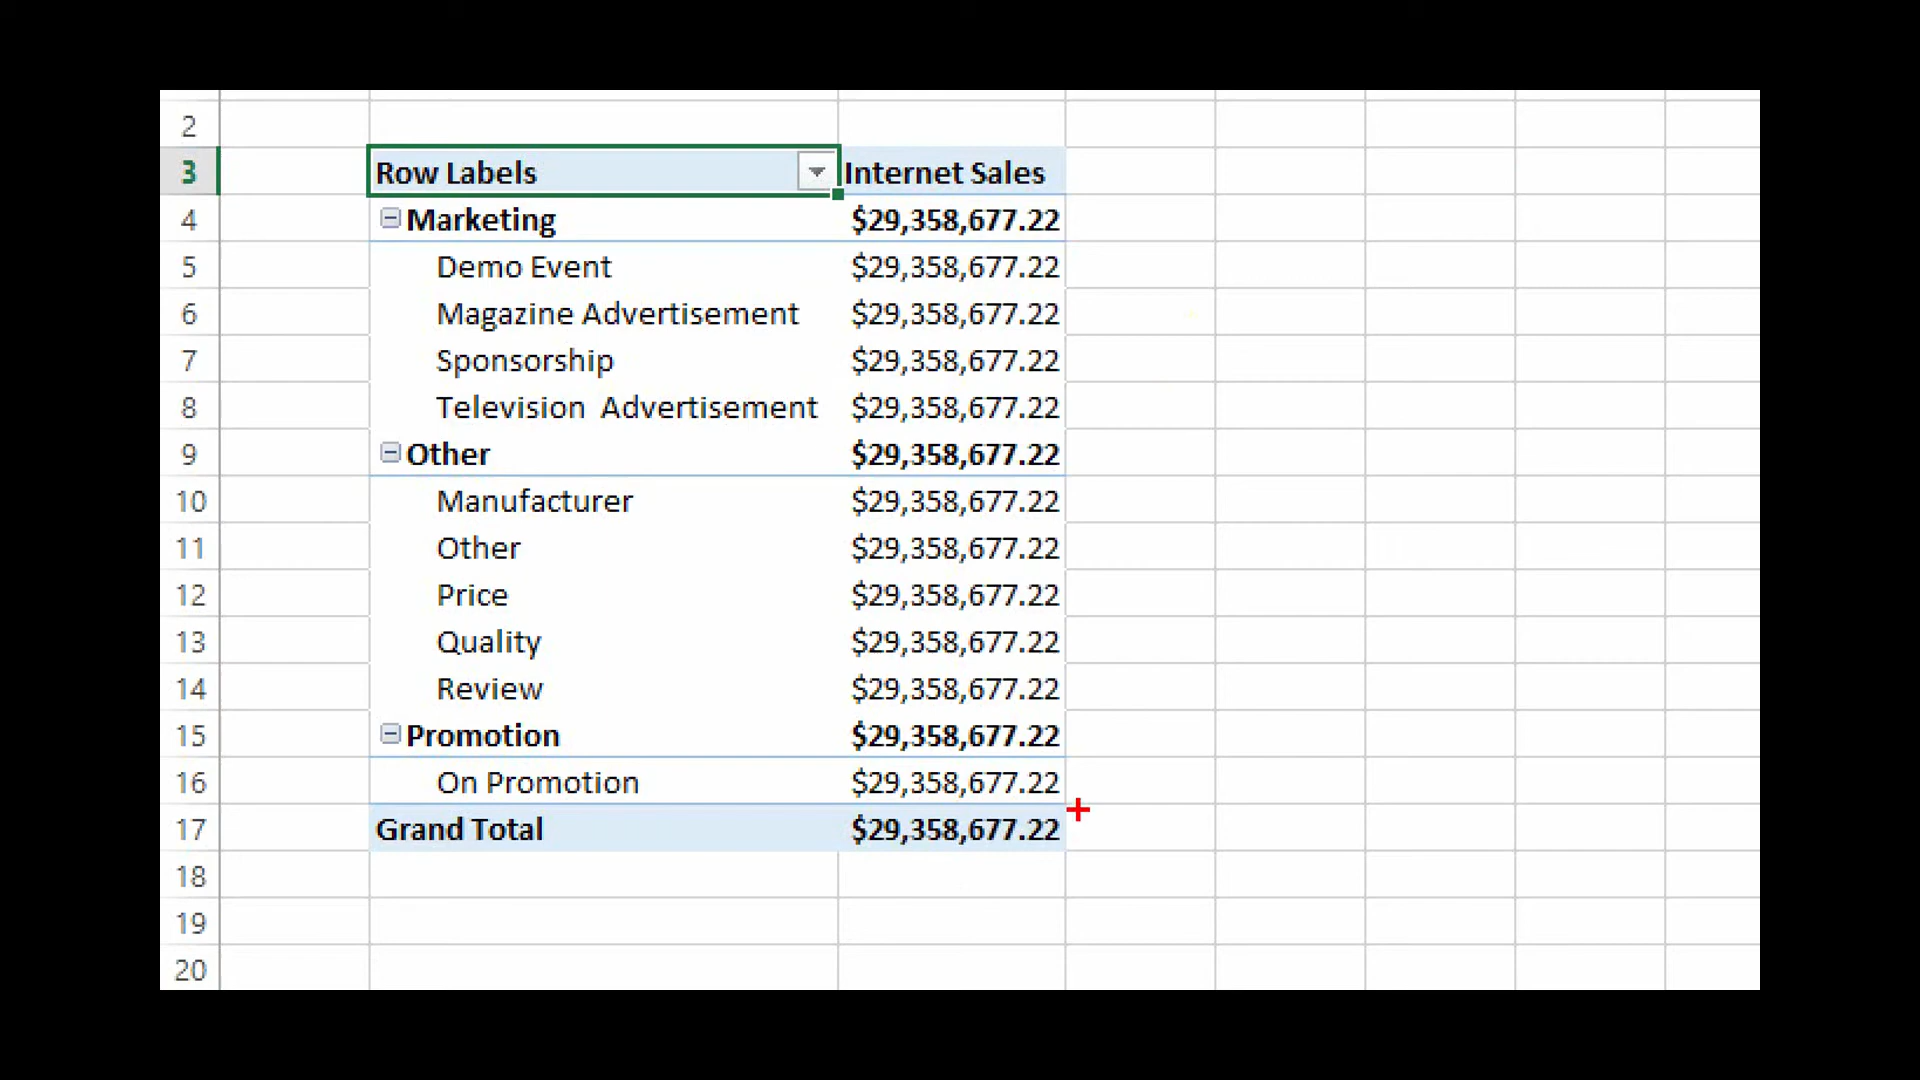 2
3 Row Labels Internet Sales
4 Marketing $29,358,677.22
5 Demo Event $29,358,677.22
6 Magazine Advertisement $29,358,677.22
7 Sponsorship $29,358,677.22
8 Television  Advertisement $29,358,677.22
9 Other $29,358,677.22
10 Manufacturer $29,358,677.22
11 Other $29,358,677.22
12 Price $29,358,677.22
13 Quality $29,358,677.22
14 Review $29,358,677.22
15 Promotion $29,358,677.22
16 On Promotion $29,358,677.22
17 Grand Total $29,358,677.22
18
19
20